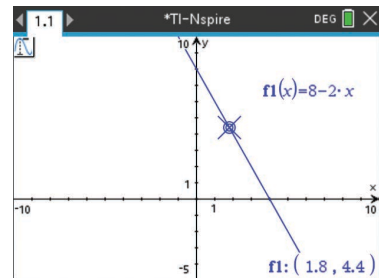 1.1 *TI-Nspire DEG
10 y
f1(x)=8-2·x
1
x
-10 1 10
-5 f1: ( 1.8 , 4.4 )